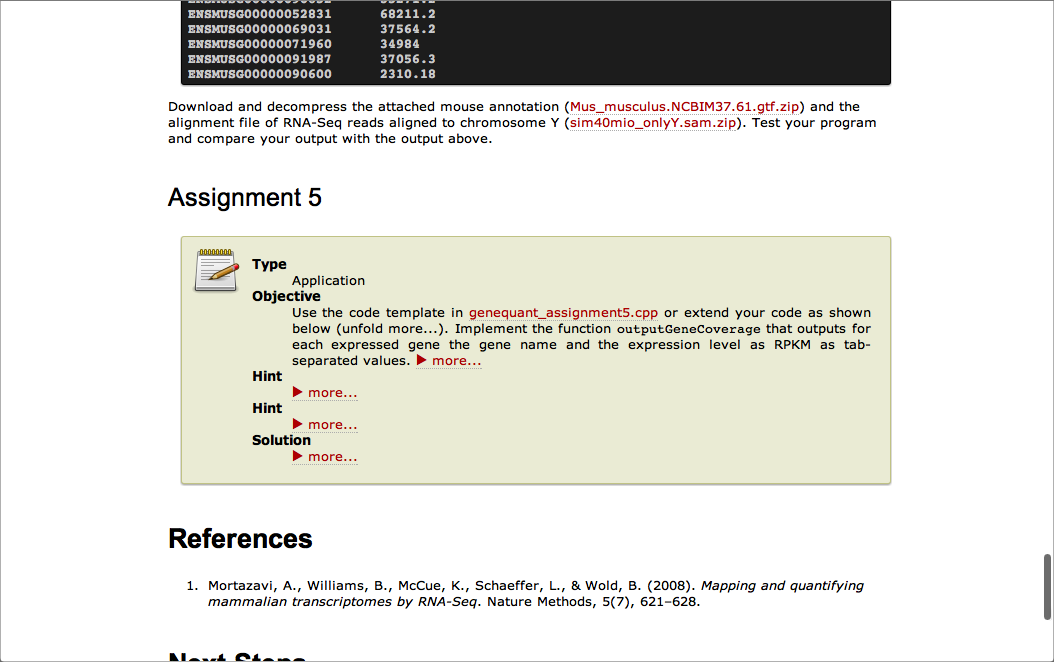 ENSMUSG00000052831 68211.2
ENSMUSG00000069031 37564.2
ENSMUSG00000071960 34984
ENSMUSG00000091987 37056.3
ENSMUSG00000090600 2310.18
Download and decompress the attached mouse annotation (Mus_musculus.NCBIM37.61.gtf.zip) and the
alignment file of RNA-Seq reads aligned to chromosome Y (sim40mio_onlyY.sam.zip). Test your program
and compare your output with the output above.
Assignment 5
Type
Application
Objective
Use the code template in genequant_assignment5.cpp or extend your code as shown
below (unfold more...). Implement the function outputGeneCoverage that outputs for
each expressed gene the gene name and the expression level as RPKM as tab-
separated values. ▶ more...
Hint
▶ more...
Hint
▶ more...
Solution
▶ more...
References
1. Mortazavi, A., Williams, B., McCue, K., Schaeffer, L., & Wold, B. (2008). Mapping and quantifying
mammalian transcriptomes by RNA-Seq. Nature Methods, 5(7), 621–628.
Next Steps